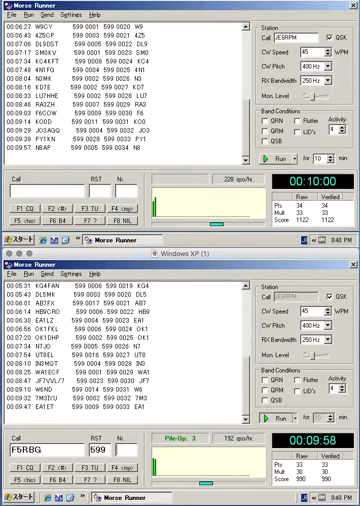 Morse Runner
File Run Send Settings Help
00:06:27 W9CY 599 0001 599 0020 W9
00:06:43 4Z5CP 599 0003 599 0021 4Z5
00:07:06 DL9DST 599 0005 599 0022 DL9
00:07:17 SM0KV 599 0001 599 0023 SM0
00:07:34 KC4KFT 599 0008 599 0024 KC4
00:07:48 4N1FG 599 0004 599 0025 4N1
00:08:04 N3MK 599 0002 599 0026 N3
00:08:16 KD7E 599 0002 599 0027 KD7
00:08:33 LU7HHE 599 0002 599 0028 LU7
00:08:46 RA3ZH 599 0007 599 0029 RA3
00:09:03 F6COW 599 0009 599 0030 F6
00:09:14 K0OD 599 0011 599 0031 K0O
00:09:29 JO3AGQ 599 0004 599 0032 JO3
00:09:39 PY1KN 599 0028 599 0033 PY1
00:09:57 N8AP 599 0005 599 0034 N8
Station
Call JE6RPM QSK
CW Speed 45 WPM
CW Pitch 400 Hz
RX Bandwidth 250 Hz
Mon. Level
Band Conditions
QRN Flutter Activity
QRM LID's 4
QSB
Run for 10 min.
Call RST Nr.
F1 CQ F2 <#> F3 TU F4 <my>
F5 <his> F6 B4 F7 ? F8 NIL
228 qso/hr.
00:10:00
Raw Verified
Pts 34 34
Mult 33 33
Score 1122 1122
スタート Morse Runner 8:48 PM
Windows XP (1)
Morse Runner
File Run Send Settings Help
00:05:31 KG4FAN 599 0006 599 0019 KG4
00:05:43 DL5MK 599 0003 599 0020 DL5
00:06:01 AB7FX 599 0017 599 0021 AB7
00:06:14 HB9CRO 599 0006 599 0022 HB9
00:06:30 EA1LZ 599 0004 599 0023 EA1
00:06:56 OK1FKL 599 0006 599 0024 OK1
00:07:20 OK1DHP 599 0002 599 0025 OK1
00:07:34 N7JO 599 0005 599 0026 N7
00:07:54 UT8EL 599 0016 599 0027 UT8
00:08:10 IN3MQT 599 0004 599 0028 IN3
00:08:25 WA1ECF 599 0001 599 0029 WA1
00:08:47 JF7VVL/7 599 0023 599 0030 JF7
00:09:10 W6ND 599 0014 599 0031 W6
00:09:32 7M3IYU 599 0002 599 0032 7M3
00:09:47 EA1ET 599 0009 599 0033 EA1
Station
Call JE6RPM QSK
CW Speed 45 WPM
CW Pitch 400 Hz
RX Bandwidth 250 Hz
Mon. Level
Band Conditions
QRN Flutter Activity
QRM LID's 4
QSB
Run for 10 min.
Call RST Nr.
F5RBG 599
F1 CQ F2 <#> F3 TU F4 <my>
F5 <his> F6 B4 F7 ? F8 NIL
Pile-Up: 3 192 qso/hr.
00:09:58
Raw Verified
Pts 33 33
Mult 30 30
Score 990 990
スタート Morse Runner 8:48 PM